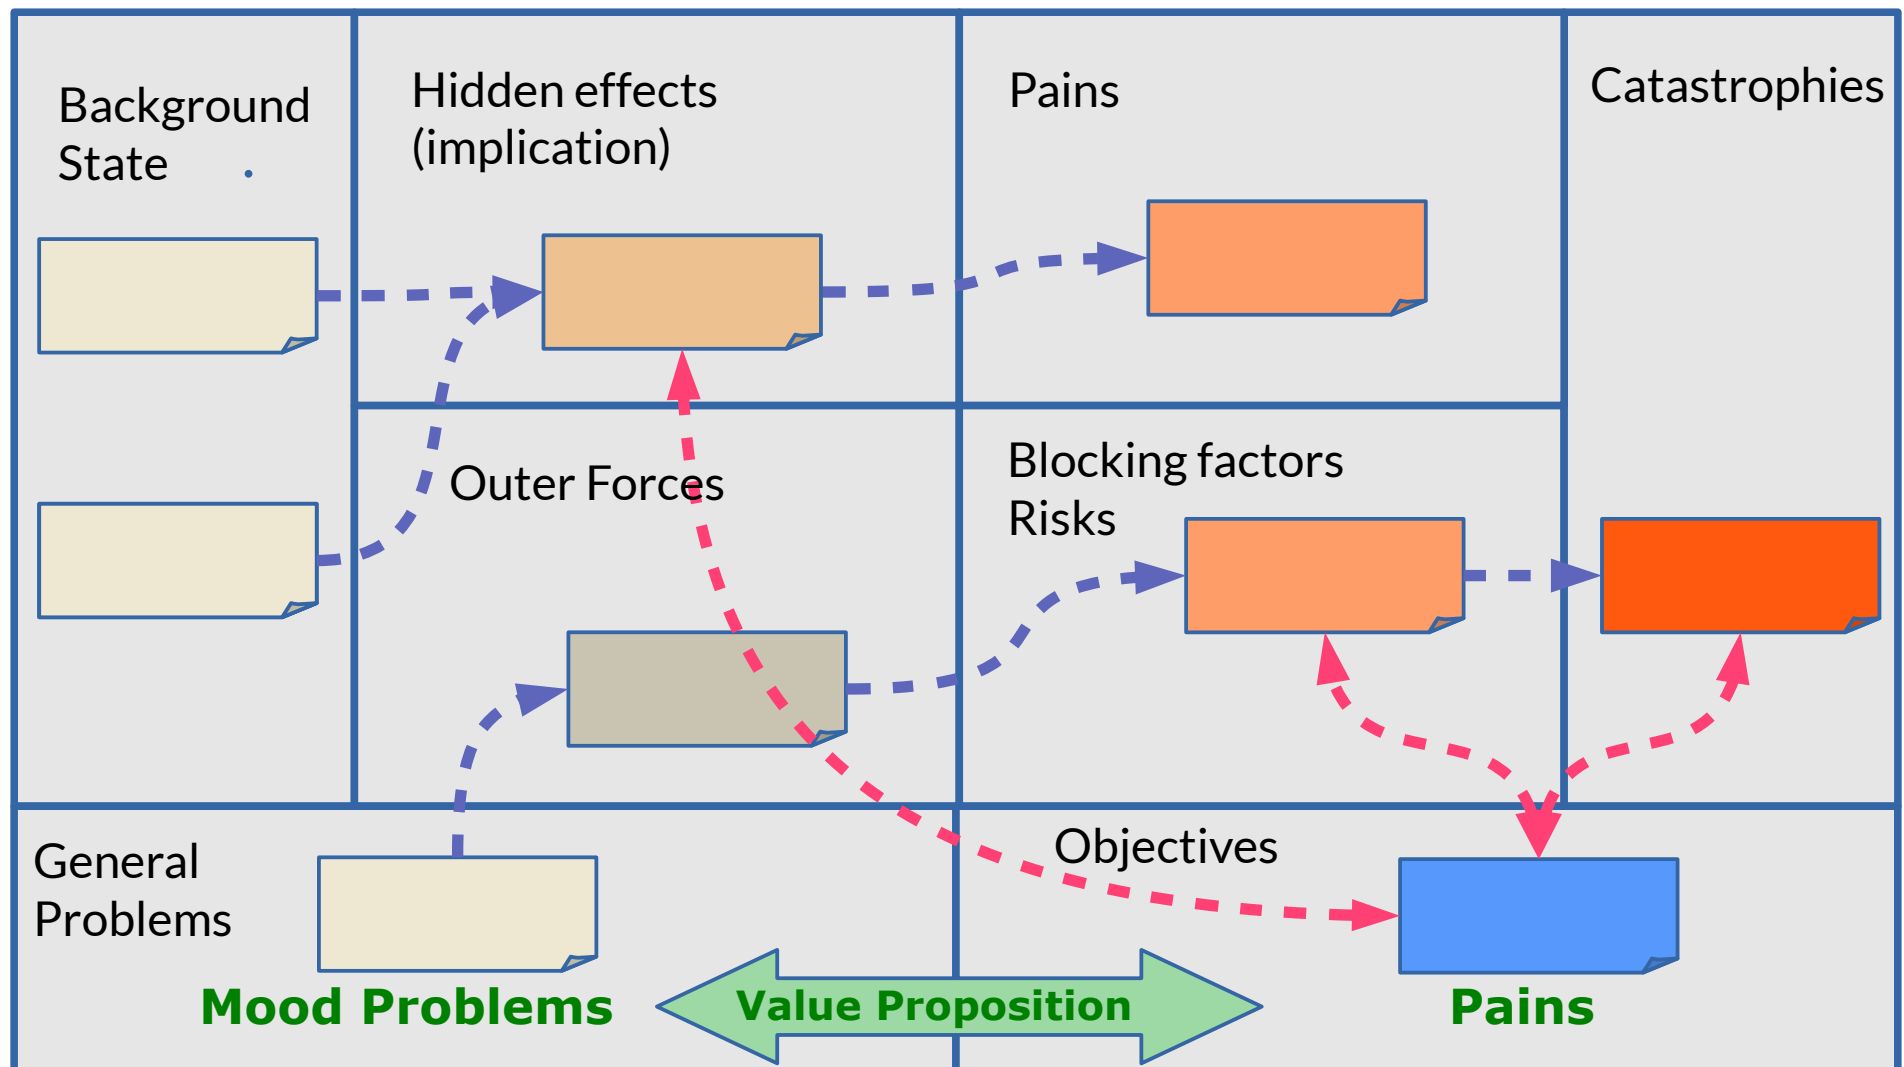 Background
State
Hidden effects
(implication)
Pains
Catastrophies
Outer Forces
Blocking factors
Risks
General
Problems
Objectives
Mood Problems
Value Proposition
Pains